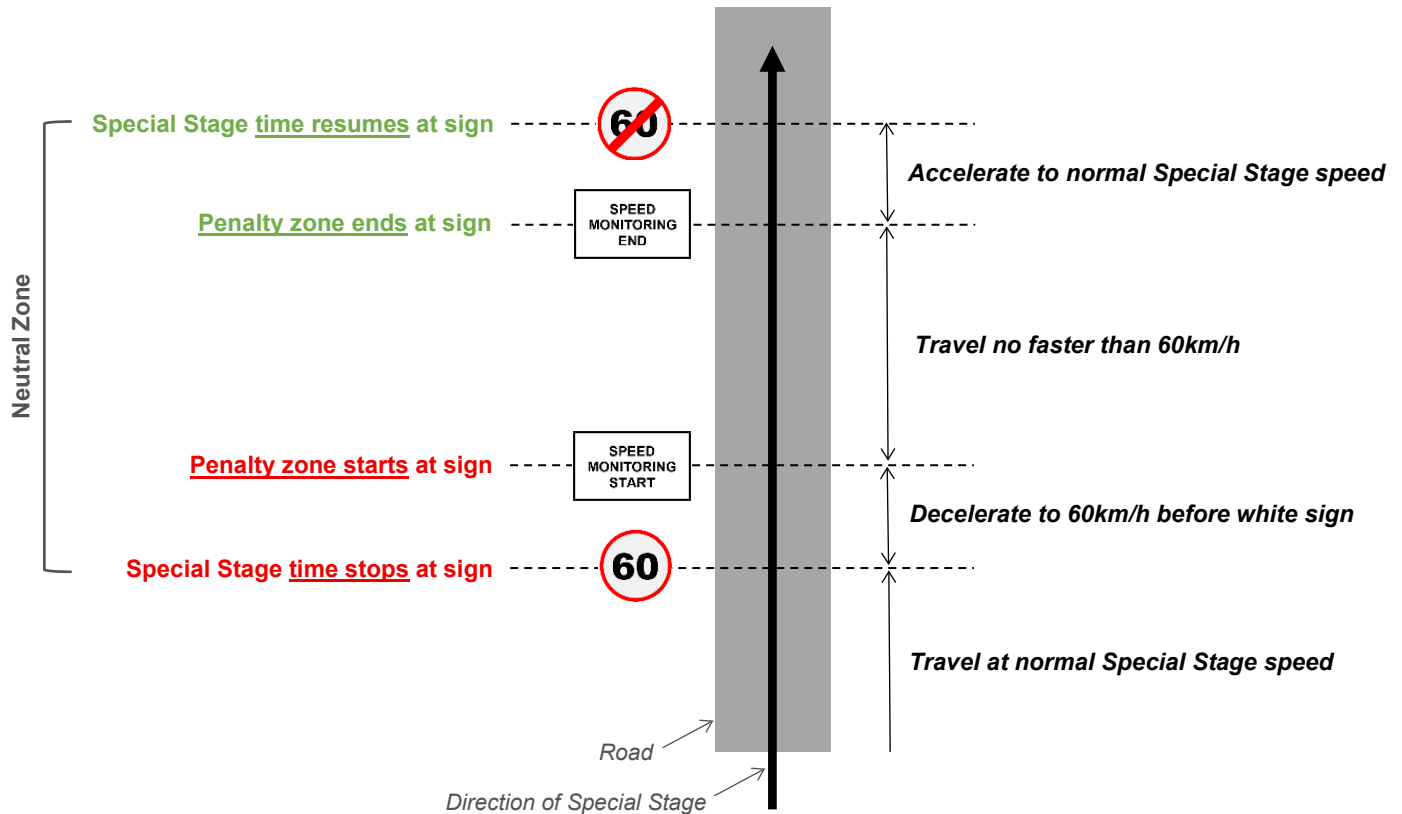 Special Stage time resumes at sign
60
Accelerate to normal Special Stage speed
Penalty zone ends at sign
SPEED
MONITORING
END
Neutral Zone
Travel no faster than 60km/h
Penalty zone starts at sign
SPEED
MONITORING
START
Decelerate to 60km/h before white sign
Special Stage time stops at sign
60
Travel at normal Special Stage speed
Road
Direction of Special Stage